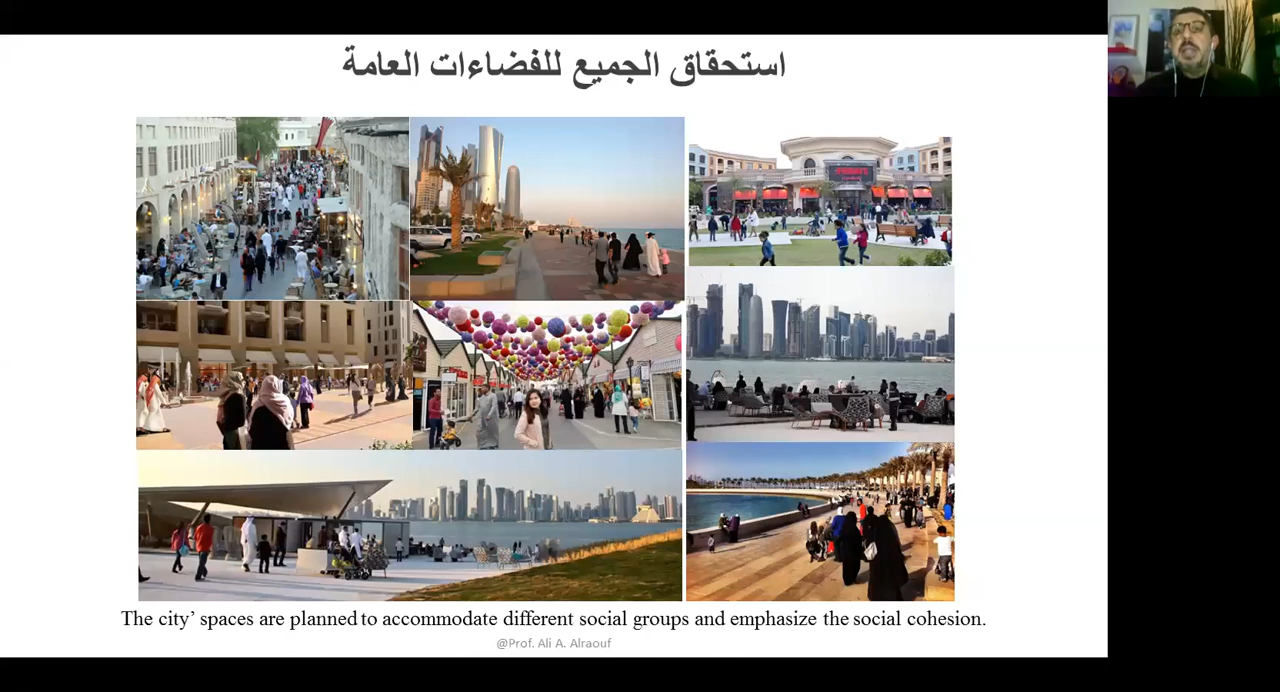 استحقاق الجميع للفضاءات العامة
The city’ spaces are planned to accommodate different social groups and emphasize the social cohesion.
@Prof. Ali A. Alraouf